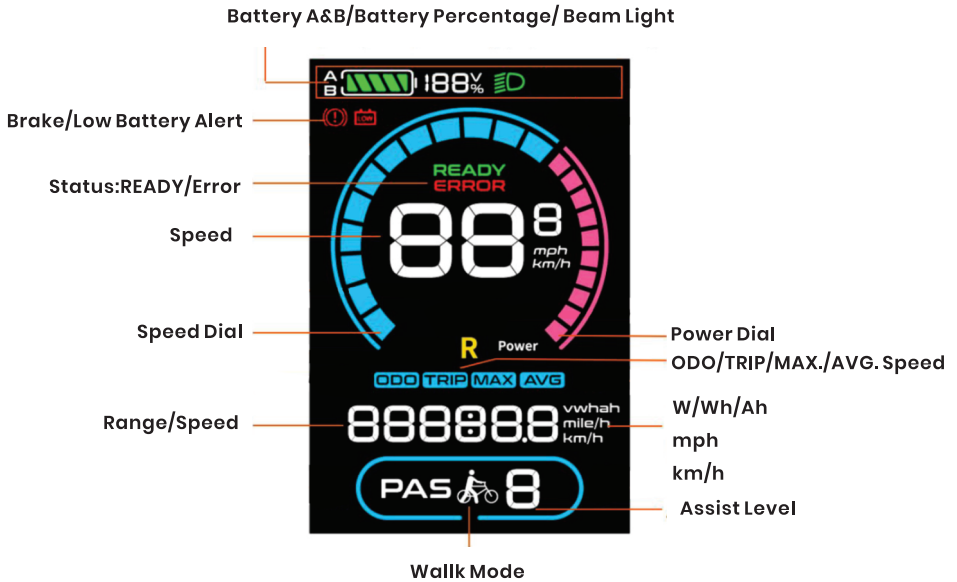 Battery A&B/Battery Percentage/ Beam Light
A
B
188 V
%
Brake/Low Battery Alert
LOW
READY
Status:READY/Error
ERROR
Speed
88 8
mph
km/h
Speed Dial
Power Dial
R Power
ODO/TRIP/MAX./AVG. Speed
ODO TRIP MAX AVG
Range/Speed
8888:8.8
vwhah
mile/h
km/h
W/Wh/Ah
mph
km/h
PAS 8
Assist Level
Wallk Mode